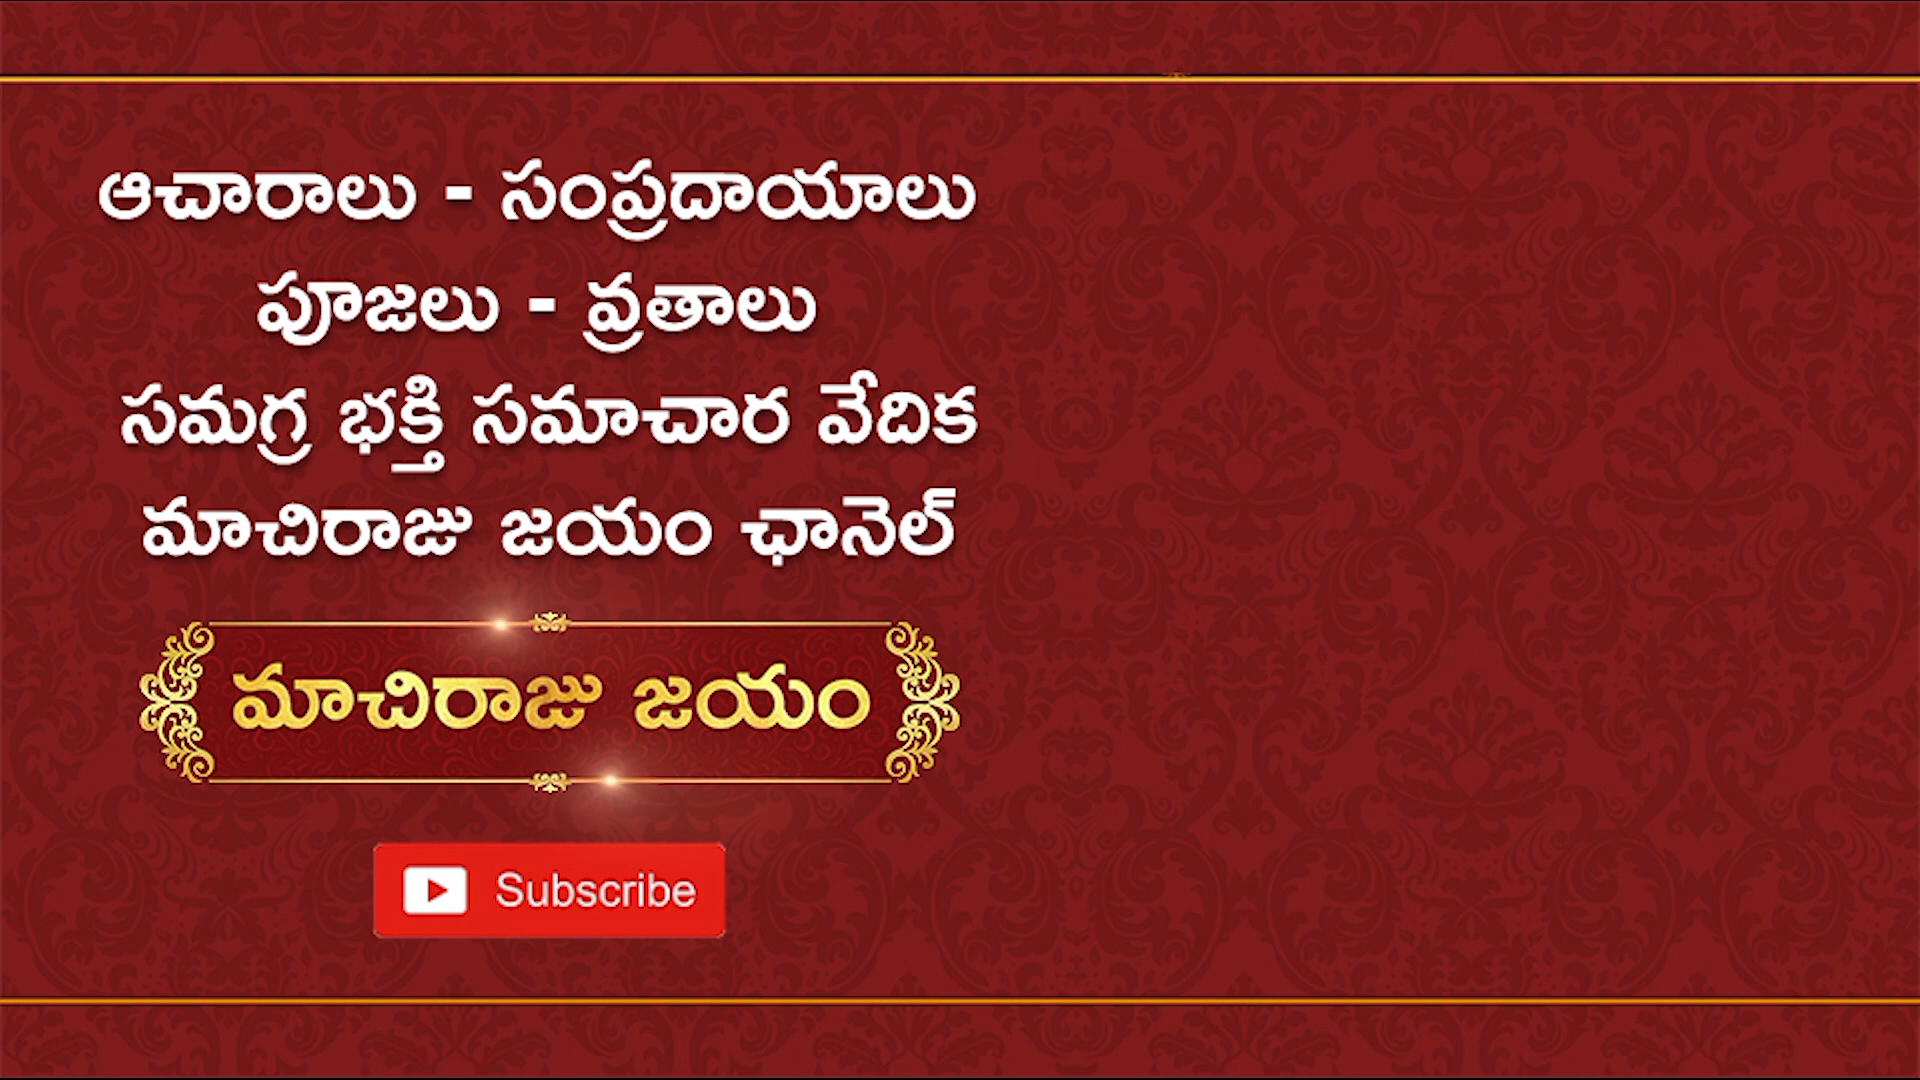 ఆచారాలు - సంప్రదాయాలు
పూజలు - వ్రతాలు
సమగ్ర భక్తి సమాచార వేదిక
మాచిరాజు జయం ఛానెల్
మాచిరాజు జయం
Subscribe